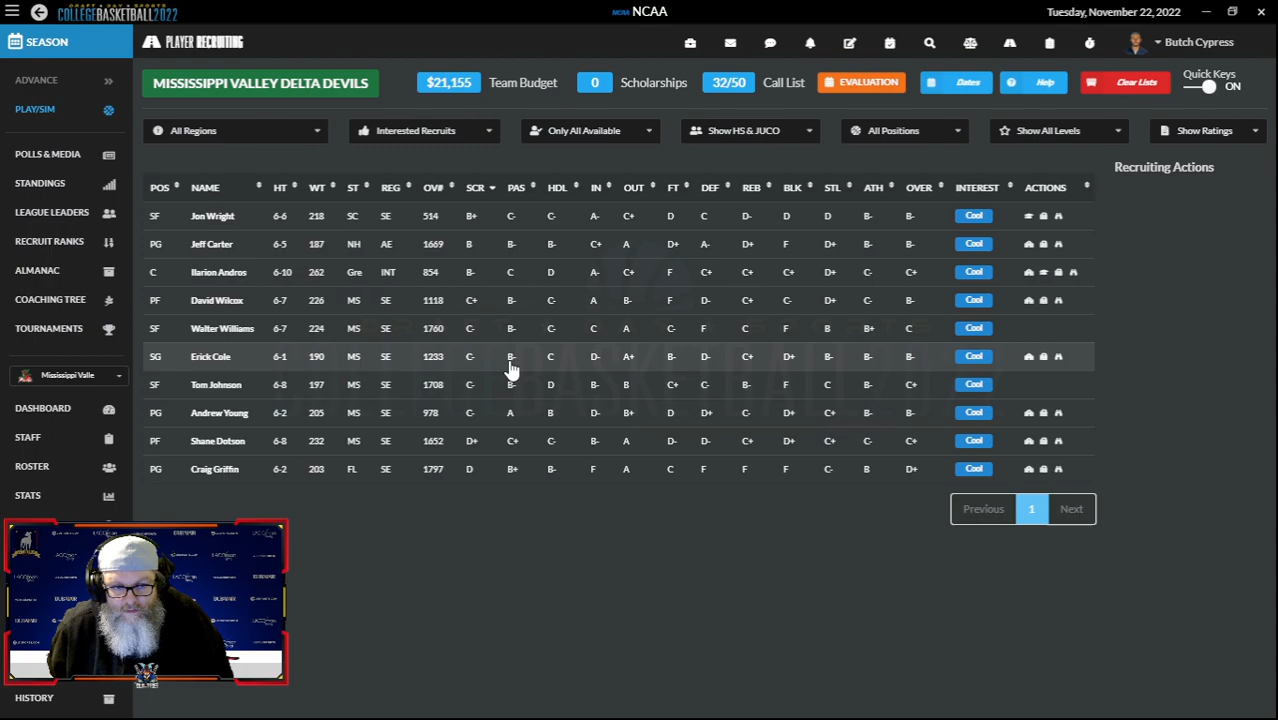 DRAFT • DAY • SPORTS
COLLEGE BASKETBALL 2022
NCAA NCAA
Tuesday, November 22, 2022
SEASON
PLAYER RECRUITING
Butch Cypress
ADVANCE
PLAY/SIM
POLLS & MEDIA
STANDINGS
LEAGUE LEADERS
RECRUIT RANKS
ALMANAC
COACHING TREE
TOURNAMENTS
Mississippi Valle
DASHBOARD
STAFF
ROSTER
STATS
HISTORY
MISSISSIPPI VALLEY DELTA DEVILS
$21,155 Team Budget 0 Scholarships 32/50 Call List EVALUATION Dates Help Clear Lists Quick Keys ON
All Regions Interested Recruits Only All Available Show HS & JUCO All Positions Show All Levels Show Ratings
Recruiting Actions
POS NAME HT WT ST REG OV# SCR PAS HDL IN OUT FT DEF REB BLK STL ATH OVER INTEREST ACTIONS
SF Jon Wright 6-6 218 SC SE 514 B+ C- C- A- C+ D C D- D D B- B- Cool
PG Jeff Carter 6-5 187 NH AE 1669 B B- B- C+ A D+ A- D+ F D+ B- B- Cool
C Ilarion Andros 6-10 262 Gre INT 854 B- C D A- C+ F C+ C+ C+ D+ C- C+ Cool
PF David Wilcox 6-7 226 MS SE 1118 C+ B- C- A B- F D- C+ C- D+ C- B- Cool
SF Walter Williams 6-7 224 MS SE 1760 C- B- C- C A C- F C F B B+ C Cool
SG Erick Cole 6-1 190 MS SE 1233 C- B- C D- A+ B- D- C+ D+ B- B- B- Cool
SF Tom Johnson 6-8 197 MS SE 1708 C- B- D B- B C+ C- B- F C B- C+ Cool
PG Andrew Young 6-2 205 MS SE 978 C- A B D- B+ D D+ C- D+ C+ B- B- Cool
PF Shane Dotson 6-8 232 MS SE 1652 D+ C+ C- B- A D- D- C+ D+ C+ C- C+ Cool
PG Craig Griffin 6-2 203 FL SE 1797 D B+ B- F A C F F F C- B D+ Cool
Previous 1 Next